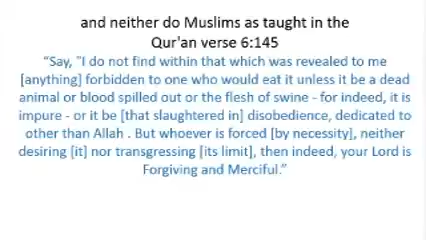 and neither do Muslims as taught in the
Qur'an verse 6:145
“Say, "I do not find within that which was revealed to me
[anything] forbidden to one who would eat it unless it be a dead
animal or blood spilled out or the flesh of swine - for indeed, it is
impure - or it be [that slaughtered in] disobedience, dedicated to
other than Allah . But whoever is forced [by necessity], neither
desiring [it] nor transgressing [its limit], then indeed, your Lord is
Forgiving and Merciful.”